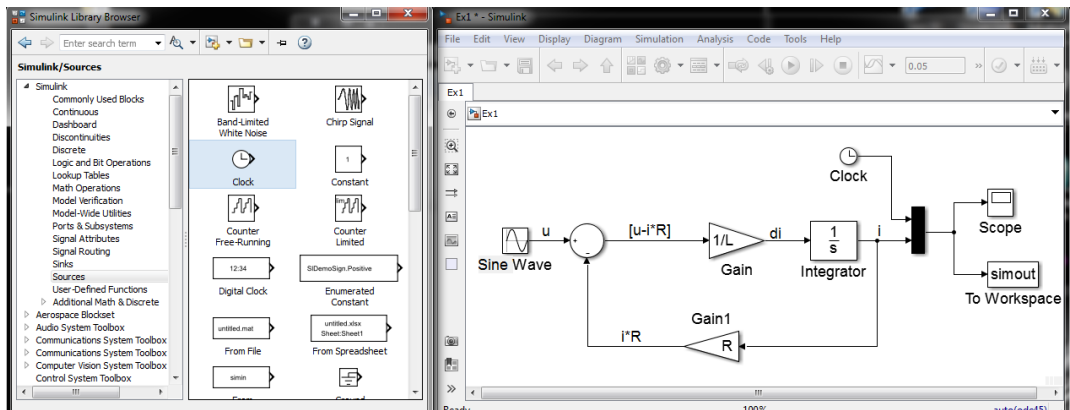 Simulink Library Browser
Enter search term
Simulink/Sources
Simulink
Commonly Used Blocks
Continuous
Dashboard
Discontinuities
Discrete
Logic and Bit Operations
Lookup Tables
Math Operations
Model Verification
Model-Wide Utilities
Ports & Subsystems
Signal Attributes
Signal Routing
Sinks
Sources
User-Defined Functions
Additional Math & Discrete
Aerospace Blockset
Audio System Toolbox
Communications System Toolbox
Communications System Toolbox
Computer Vision System Toolbox
Control System Toolbox
Band-Limited
White Noise
Chirp Signal
Clock
1
Constant
Counter
Free-Running
lim
Counter
Limited
12:34
Digital Clock
SlDemoSign.Positive
Enumerated
Constant
untitled.mat
From File
untitled.xlsx
Sheet:Sheet1
From Spreadsheet
simin
From
Ground
Ex1 * - Simulink
File Edit View Display Diagram Simulation Analysis Code Tools Help
0.05
Ex1
Ex1
Clock
Scope
simout
To Workspace
Sine Wave
u
+
-
[u-i*R]
1/L
Gain
di
1
s
Integrator
i
Gain1
R
i*R
Ready 100% auto(ode45)